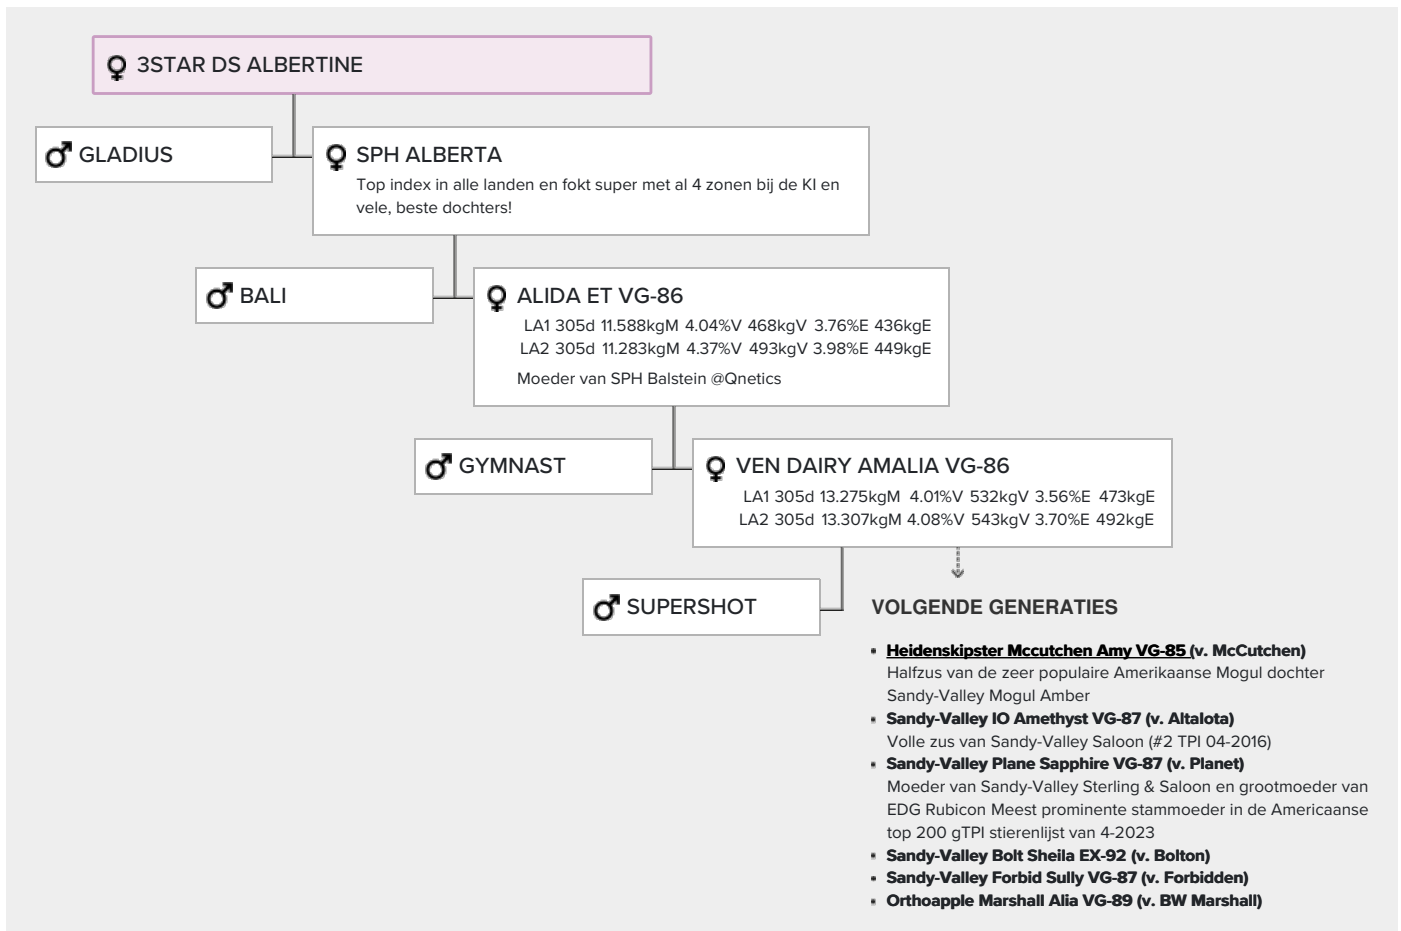 3STAR DS ALBERTINE
GLADIUS
SPH ALBERTA
Top index in alle landen en fokt super met al 4 zonen bij de KI en
vele, beste dochters!
BALI
ALIDA ET VG-86
LA1 305d 11.588kgM 4.04%V 468kgV 3.76%E 436kgE
LA2 305d 11.283kgM 4.37%V 493kgV 3.98%E 449kgE
Moeder van SPH Balstein @Qnetics
GYMNAST
VEN DAIRY AMALIA VG-86
LA1 305d 13.275kgM 4.01%V 532kgV 3.56%E 473kgE
LA2 305d 13.307kgM 4.08%V 543kgV 3.70%E 492kgE
SUPERSHOT
VOLGENDE GENERATIES
Heidenskipster Mccutchen Amy VG-85 (v. McCutchen)
Halfzus van de zeer populaire Amerikaanse Mogul dochter
Sandy-Valley Mogul Amber
Sandy-Valley IO Amethyst VG-87 (v. Altalota)
Volle zus van Sandy-Valley Saloon (#2 TPI 04-2016)
Sandy-Valley Plane Sapphire VG-87 (v. Planet)
Moeder van Sandy-Valley Sterling & Saloon en grootmoeder van
EDG Rubicon Meest prominente stammoeder in de Americaanse
top 200 gTPI stierenlijst van 4-2023
Sandy-Valley Bolt Sheila EX-92 (v. Bolton)
Sandy-Valley Forbid Sully VG-87 (v. Forbidden)
Orthoapple Marshall Alia VG-89 (v. BW Marshall)